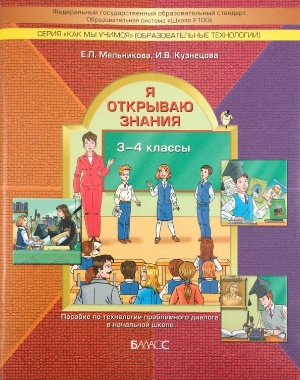 Федеральный государственный образовательный стандарт
Образовательная система «Школа 2100»
СЕРИЯ «КАК МЫ УЧИМСЯ» (ОБРАЗОВАТЕЛЬНЫЕ ТЕХНОЛОГИИ)
Е.Л. Мельникова, И.В. Кузнецова
Я
ОТКРЫВАЮ
ЗНАНИЯ
3–4 классы
Пособие по технологии проблемного диалога
в начальной школе
БАЛАСС